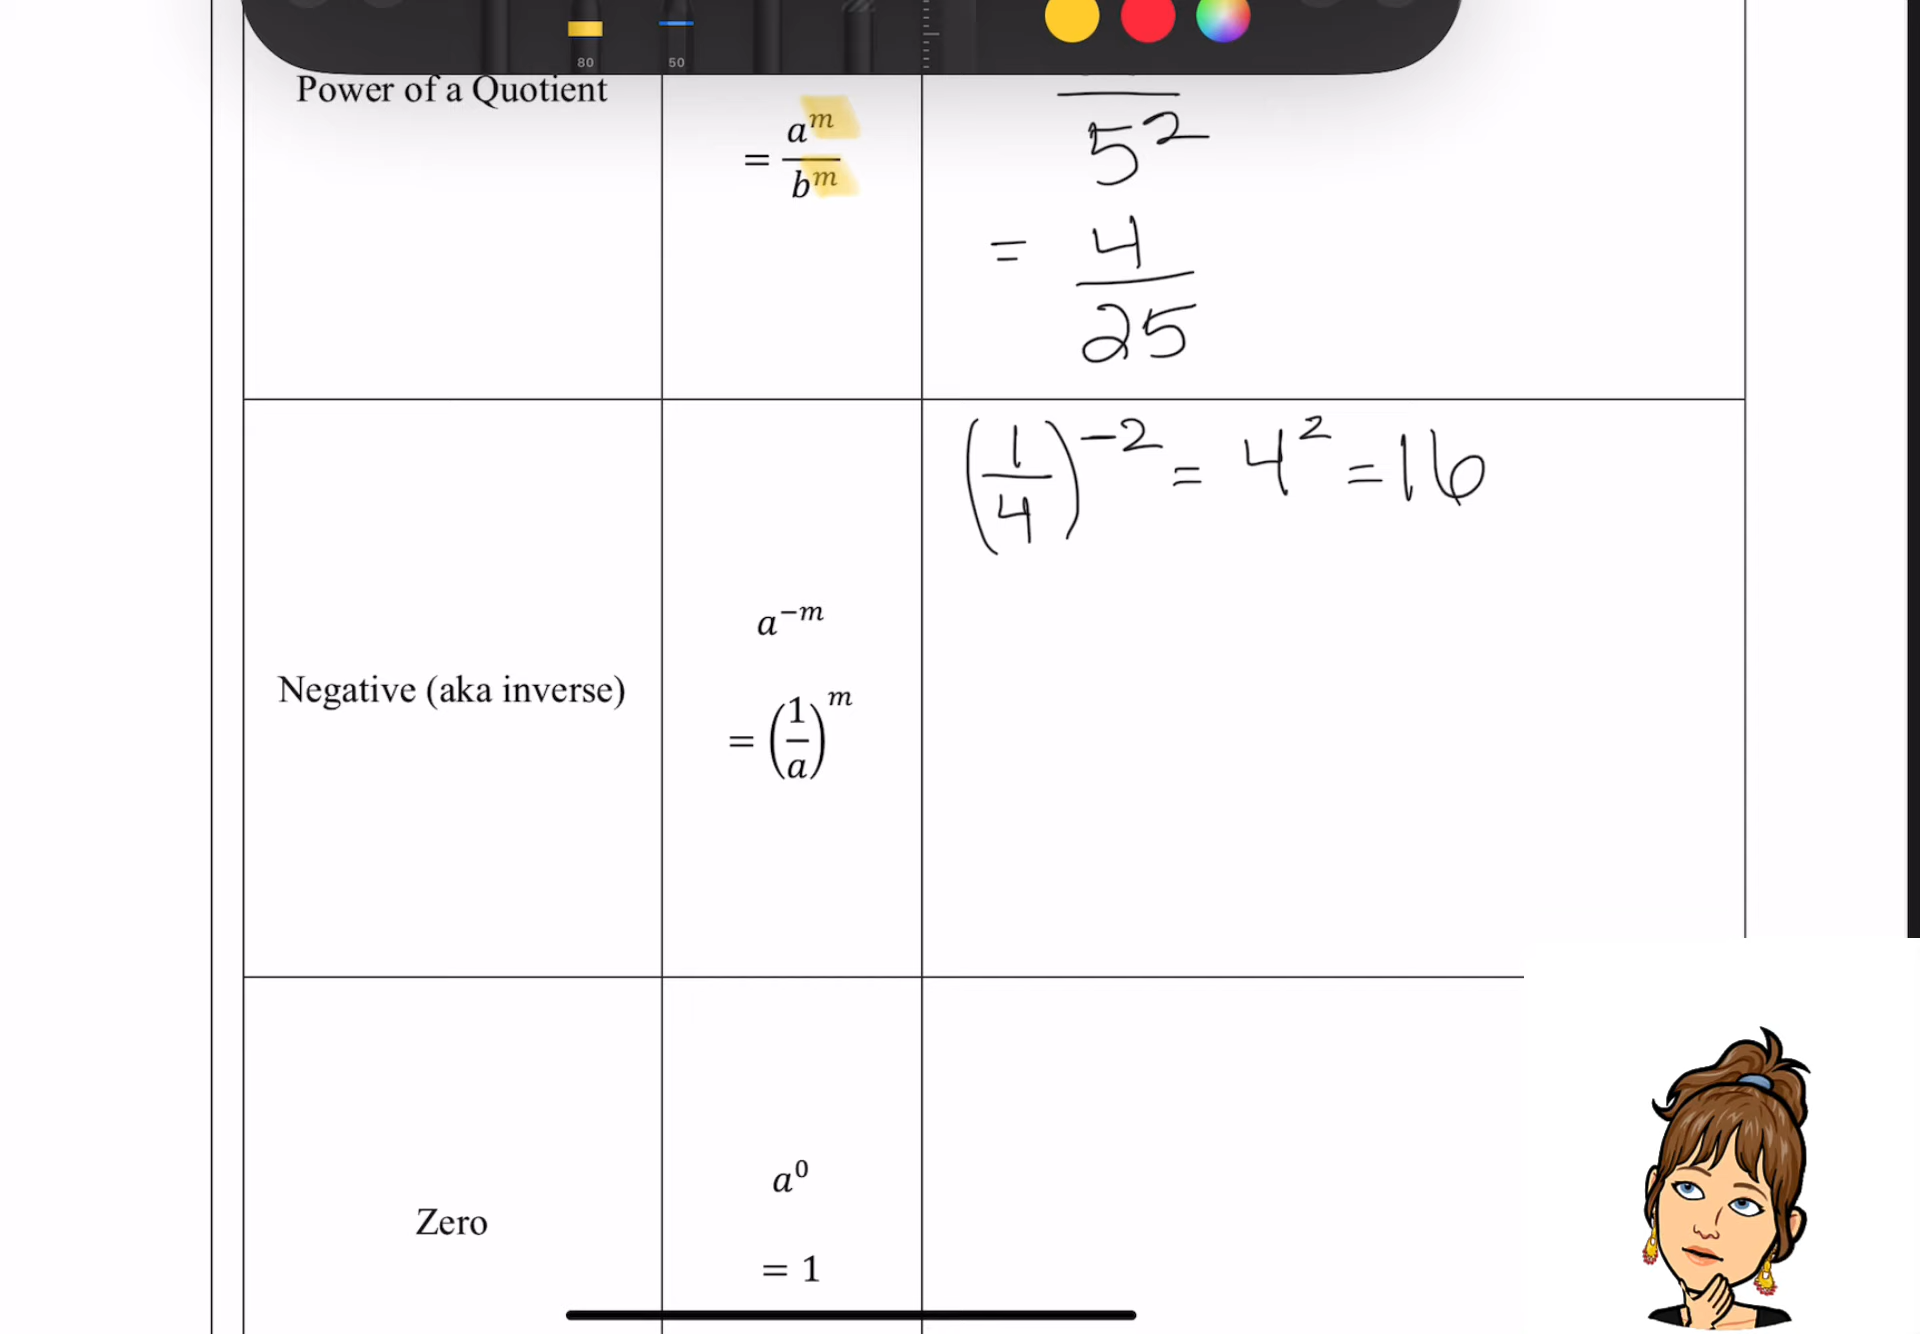 80 50
Power of a Quotient
= a^m / b^m
5^2
= 4 / 25
(1/4)^-2 = 4^2 = 16
Negative (aka inverse)
a^-m
= (1/a)^m
Zero
a^0
= 1